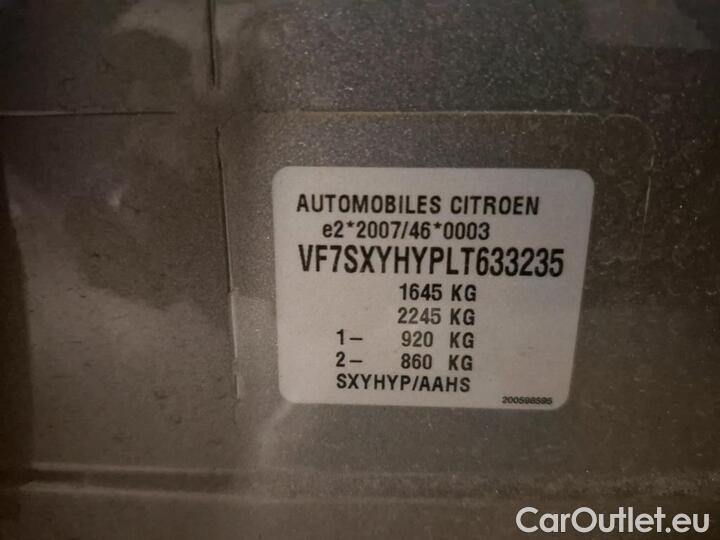 AUTOMOBILES CITROEN
e2*2007/46*0003
VF7SXYHYPLT633235
1645 KG
2245 KG
1- 920 KG
2- 860 KG
SXYHYP/AAHS
200598595
CarOutlet.eu